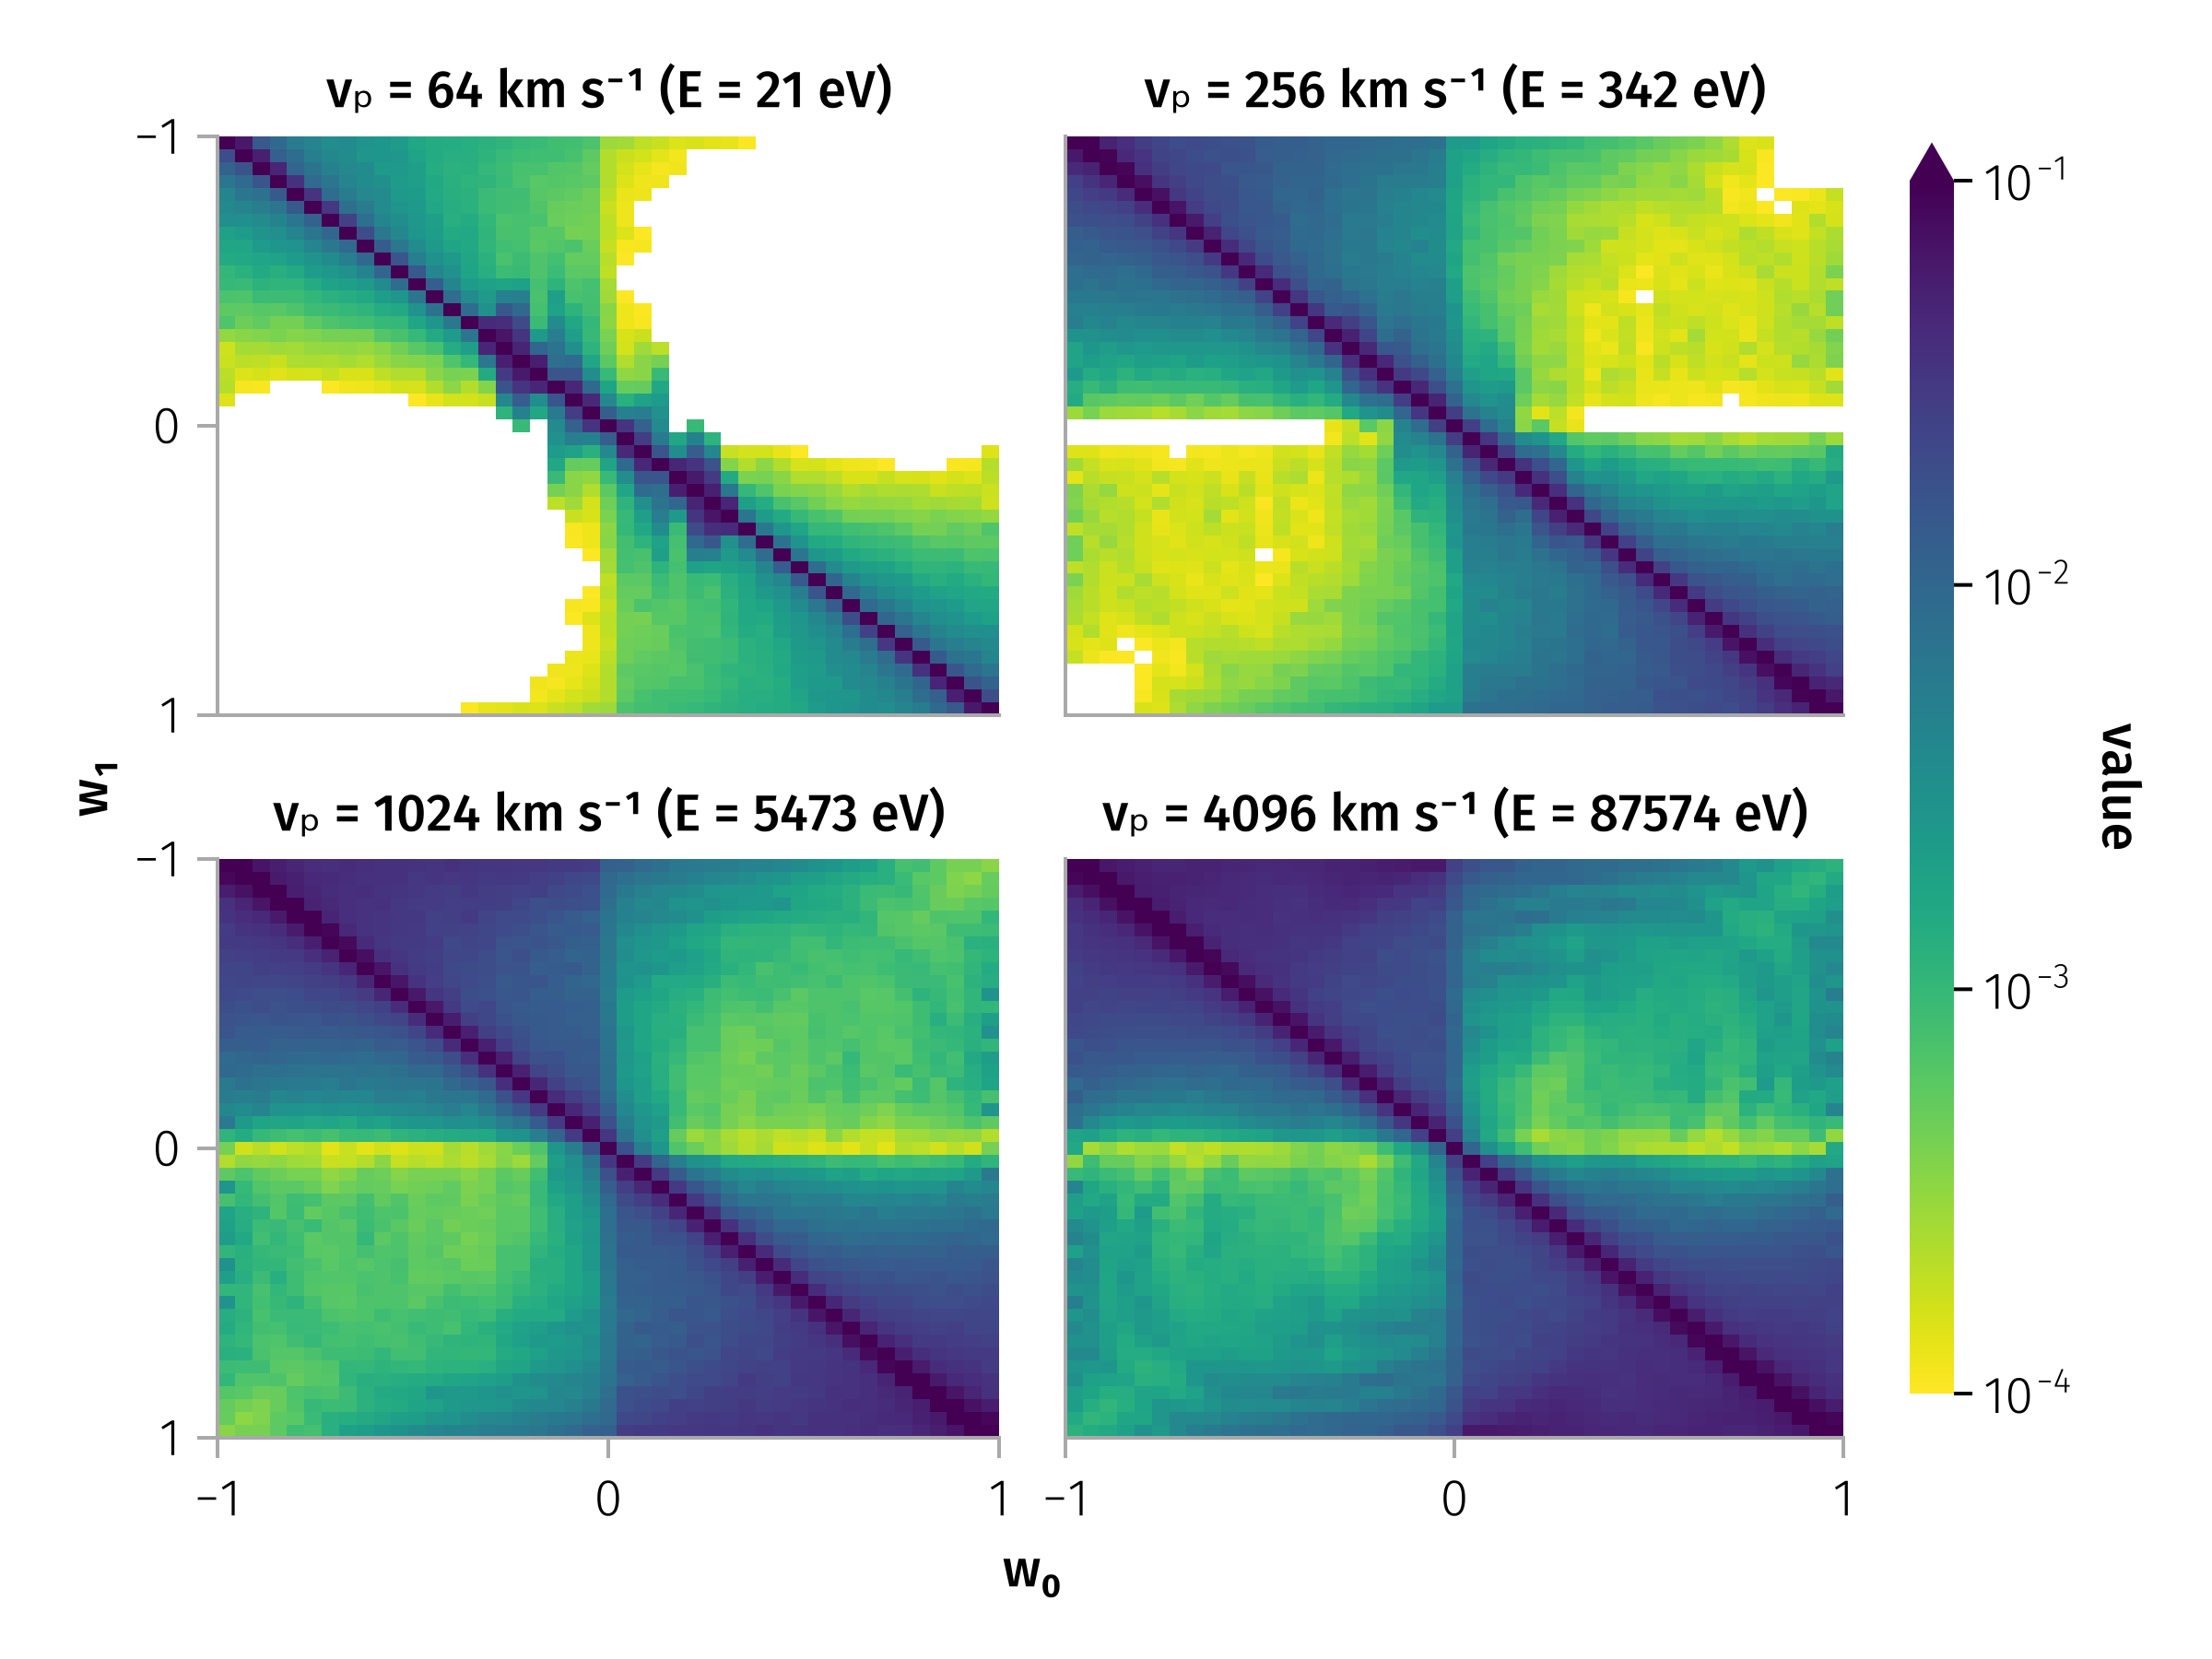 vₚ = 64 km s⁻¹ (E = 21 eV)
vₚ = 256 km s⁻¹ (E = 342 eV)
−1
0
1
10⁻¹
10⁻²
10⁻³
10⁻⁴
value
w₁
vₚ = 1024 km s⁻¹ (E = 5473 eV)
vₚ = 4096 km s⁻¹ (E = 87574 eV)
−1
0
1
−1 0 1
−1 0 1
w₀